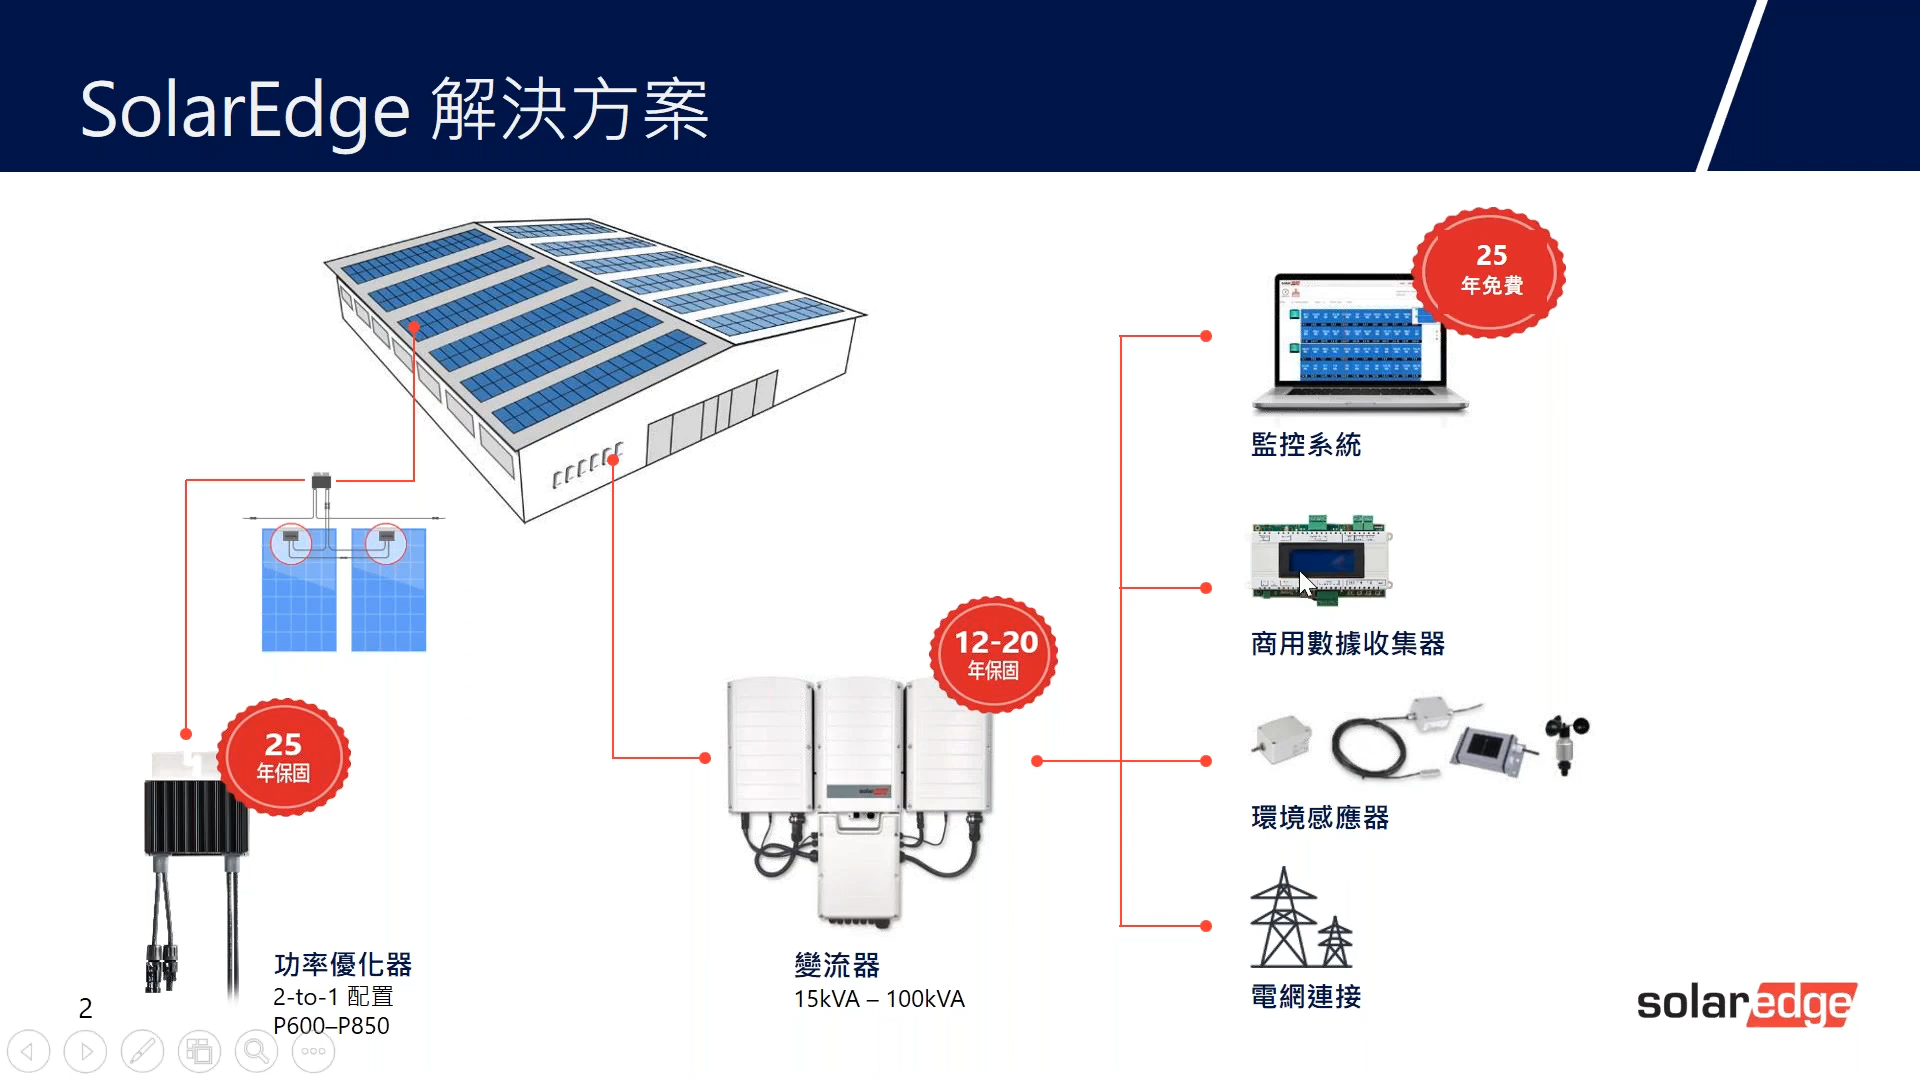 SolarEdge 解決方案
25
年免費
監控系統
商用數據收集器
12-20
年保固
25
年保固
環境感應器
solaredge
功率優化器
2-to-1 配置
P600–P850
變流器
15kVA – 100kVA
電網連接
solaredge
2